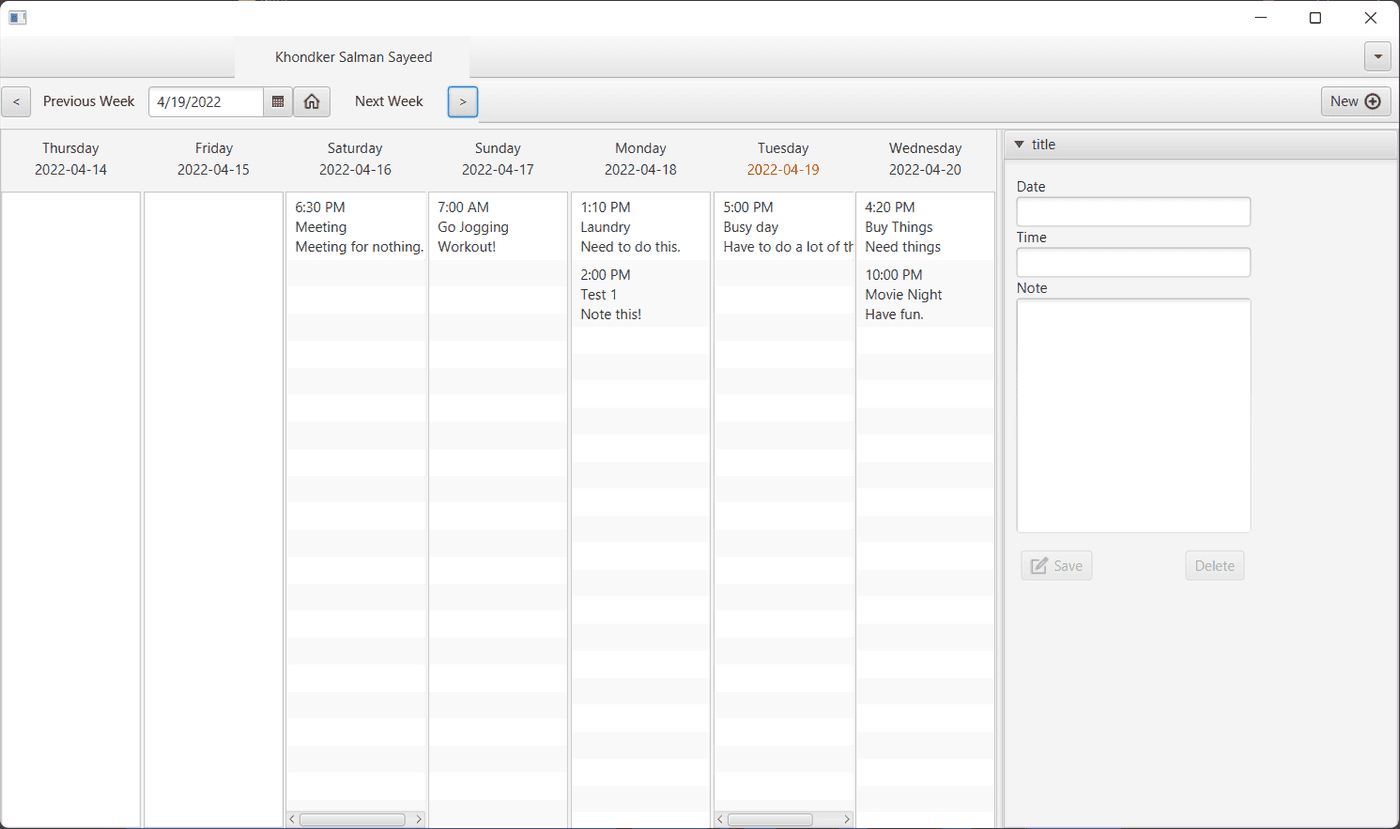 Khondker Salman Sayeed
<
Previous Week
4/19/2022
Next Week
>
New
Thursday
2022-04-14
Friday
2022-04-15
Saturday
2022-04-16
Sunday
2022-04-17
Monday
2022-04-18
Tuesday
2022-04-19
Wednesday
2022-04-20
6:30 PM
Meeting
Meeting for nothing.
7:00 AM
Go Jogging
Workout!
1:10 PM
Laundry
Need to do this.
2:00 PM
Test 1
Note this!
5:00 PM
Busy day
Have to do a lot of th
4:20 PM
Buy Things
Need things
10:00 PM
Movie Night
Have fun.
title
Date
Time
Note
Save
Delete